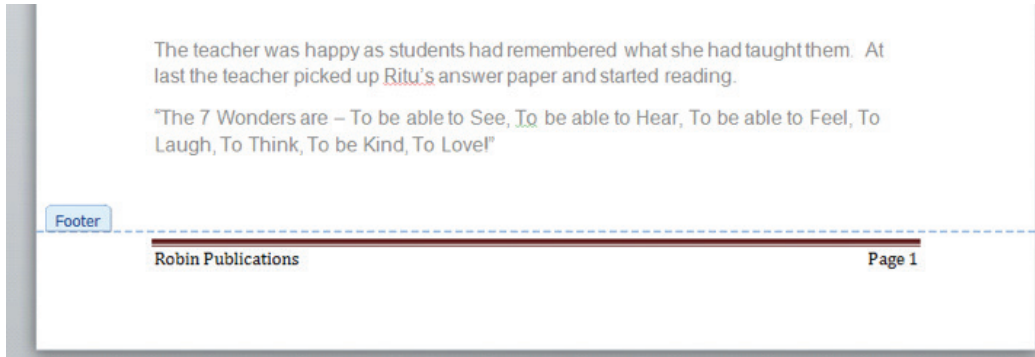 The teacher was happy as students had remembered what she had taught them. At
last the teacher picked up Ritu's answer paper and started reading.
"The 7 Wonders are – To be able to See, To be able to Hear, To be able to Feel, To
Laugh, To Think, To be Kind, To Love!"
Footer
Robin Publications Page 1